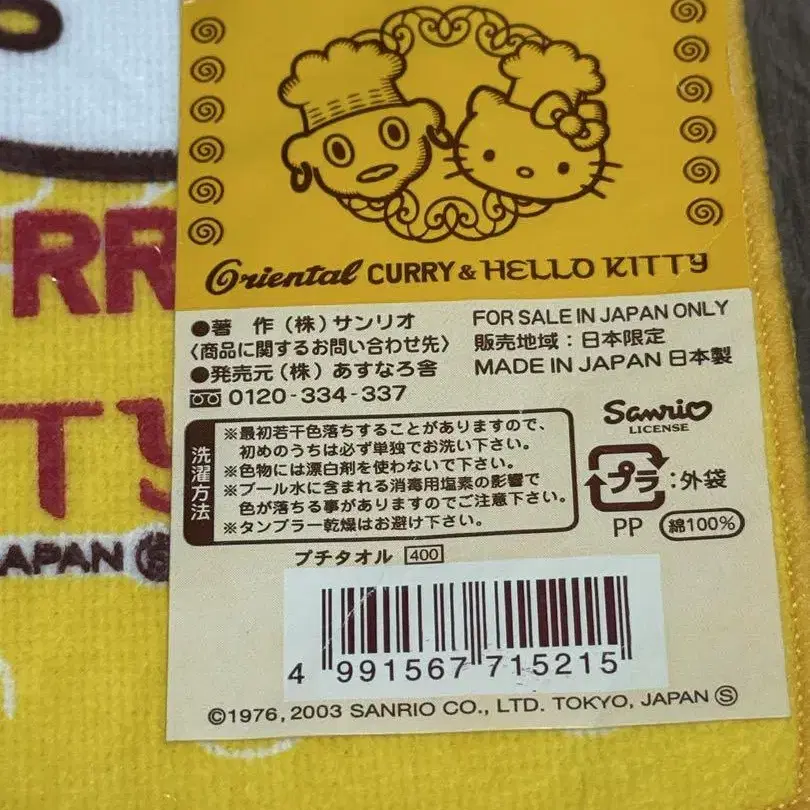 RR
TY
APAN Ⓢ
Oriental CURRY & HELLO KITTY
●著 作(株)サンリオ
〈商品に関するお問い合わせ先〉
●発売元(株)あすなろ舎
0120-334-337
FOR SALE IN JAPAN ONLY
販売地域:日本限定
MADE IN JAPAN 日本製
Sanrio
LICENSE
洗濯方法
※最初若干色落ちすることがありますので、
初めのうちは必ず単独でお洗い下さい。
※色物には漂白剤を使わないで下さい。
※プール水に含まれる消毒用塩素の影響で
色が落ちる事がありますのでご注意下さい。
※タンブラー乾燥はお避け下さい。
プラ:外袋
PP 綿100%
プチタオル 400
4 991567 715215
©1976, 2003 SANRIO CO., LTD. TOKYO, JAPAN Ⓢ